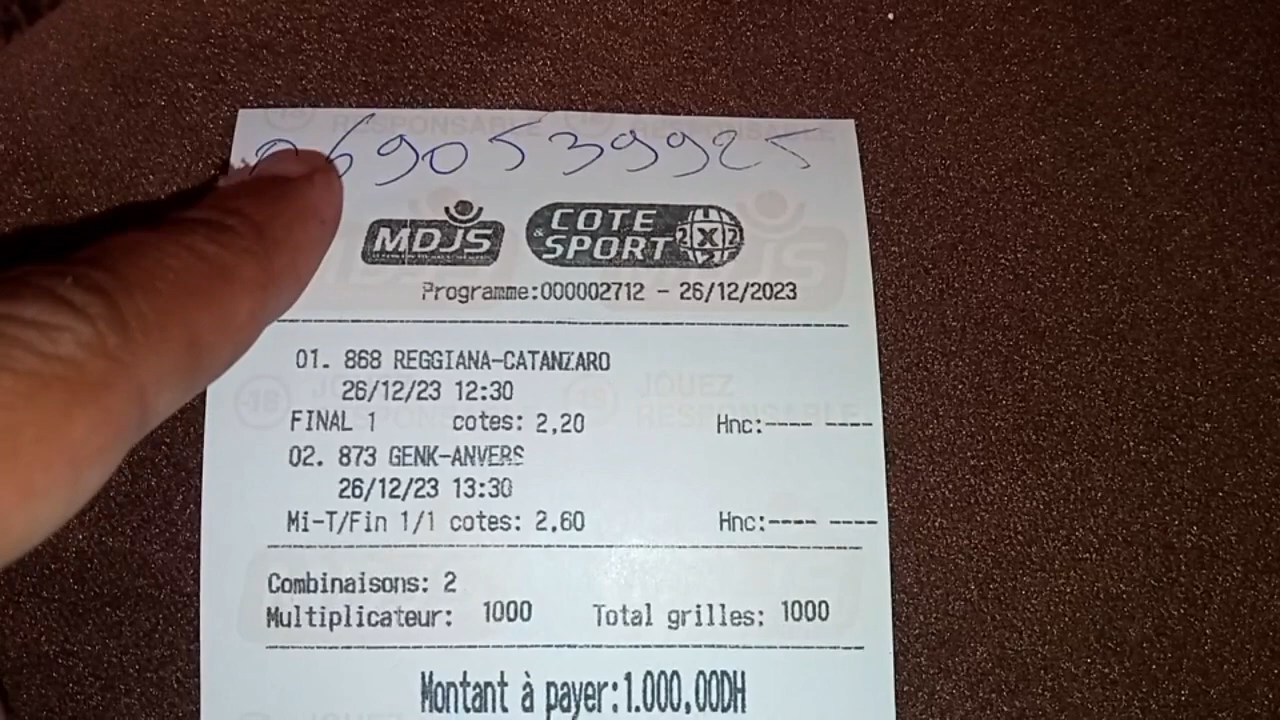 0690539925
MDJS COTE & SPORT 1X2
Programme:000002712 - 26/12/2023
01. 868 REGGIANA-CATANZARO
26/12/23 12:30
FINAL 1 cotes: 2,20 Hnc:---- ----
02. 873 GENK-ANVERS
26/12/23 13:30
Mi-T/Fin 1/1 cotes: 2,60 Hnc:---- ----
Combinaisons: 2
Multiplicateur: 1000 Total grilles: 1000
Montant à payer:1.000,00DH